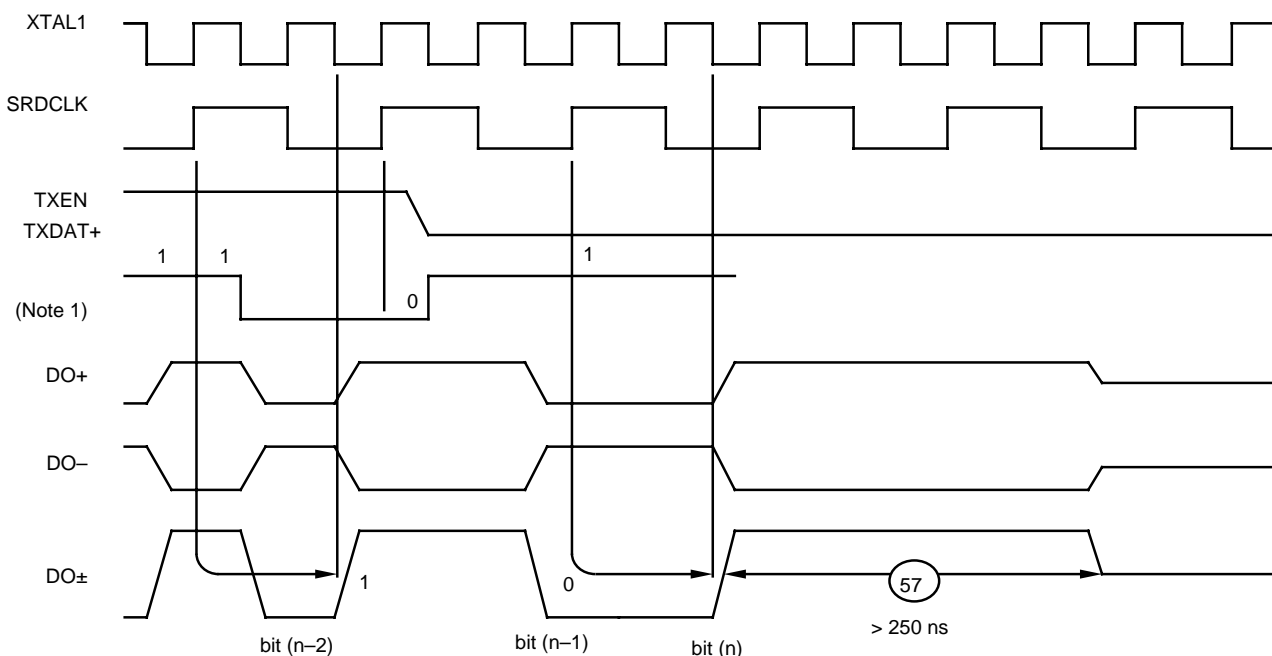 XTAL1
SRDCLK
TXEN
TXDAT+
1 1 1
(Note 1) 0
DO+
DO–
DO± 1 0 57
> 250 ns
bit (n–2) bit (n–1) bit (n)